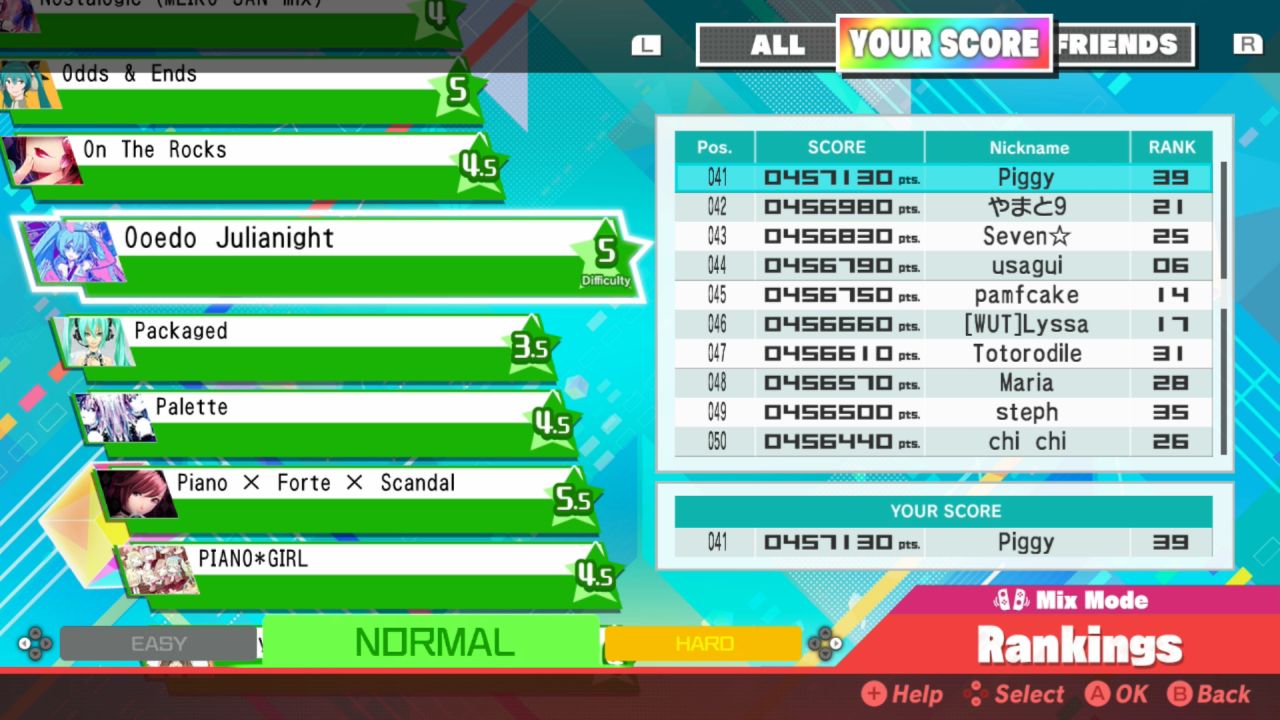 Nostalogic (MEIKO-SAN mix)
4
Odds & Ends
5
On The Rocks
4.5
Ooedo Julianight
5
Difficulty
Packaged
3.5
Palette
4.5
Piano × Forte × Scandal
5.5
PIANO*GIRL
4.5
EASY
NORMAL
HARD
L
ALL
YOUR SCORE
FRIENDS
R
Pos. SCORE Nickname RANK
041 0457130 pts. Piggy 39
042 0456980 pts. やまと9 21
043 0456830 pts. Seven☆ 25
044 0456790 pts. usagui 06
045 0456750 pts. pamfcake 14
046 0456660 pts. [WUT]Lyssa 17
047 0456610 pts. Totorodile 31
048 0456570 pts. Maria 28
049 0456500 pts. steph 35
050 0456440 pts. chi chi 26
YOUR SCORE
041 0457130 pts. Piggy 39
Mix Mode
Rankings
+ Help Select A OK B Back